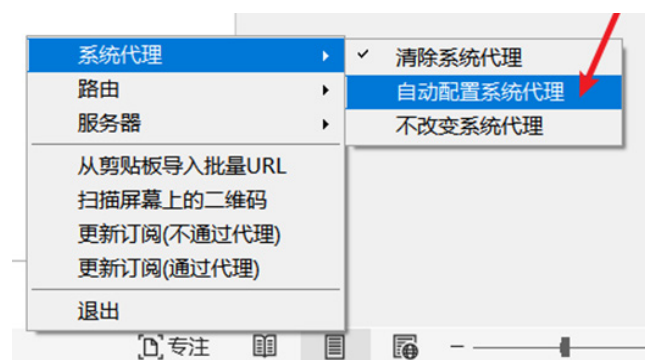 系统代理
路由
服务器
从剪贴板导入批量URL
扫描屏幕上的二维码
更新订阅(不通过代理)
更新订阅(通过代理)
退出
清除系统代理
自动配置系统代理
不改变系统代理
专注